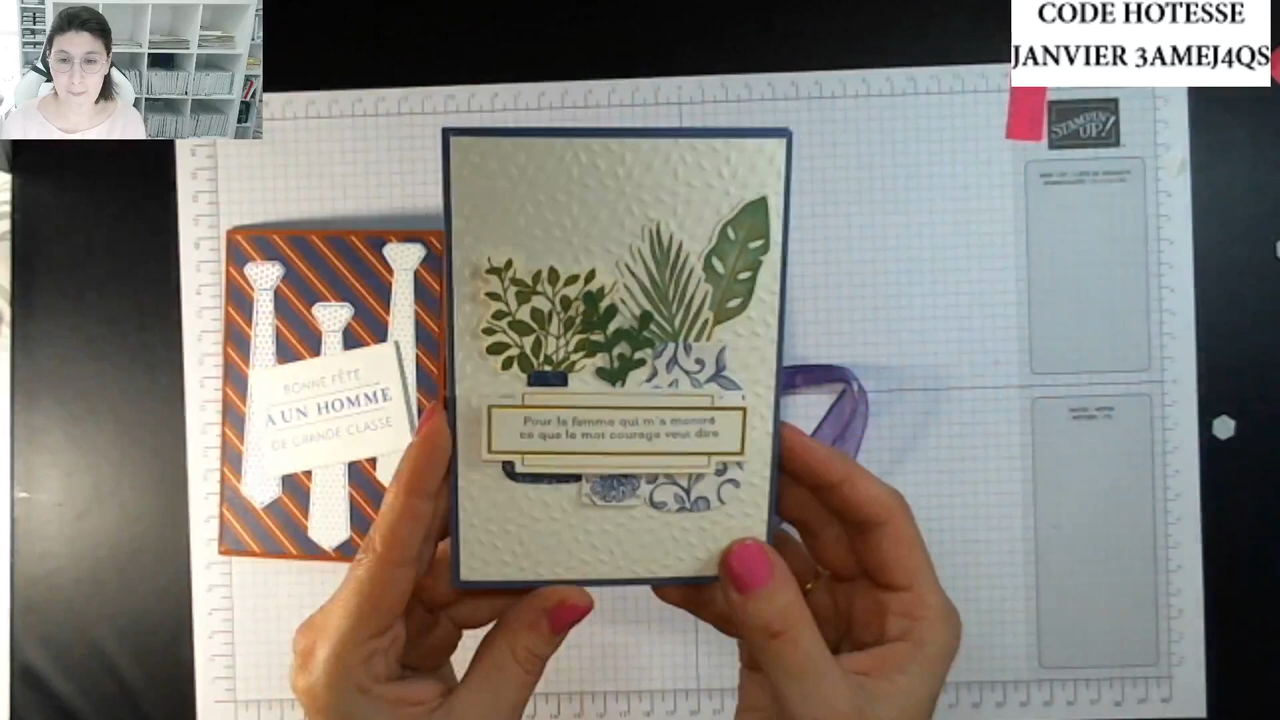 CODE HOTESSE
JANVIER 3AMEJ4QS
STAMPIN' UP!
BONNE FÊTE
À UN HOMME
DE GRANDE CLASSE
Pour la femme qui m'a montré
ce que le mot courage veut dire